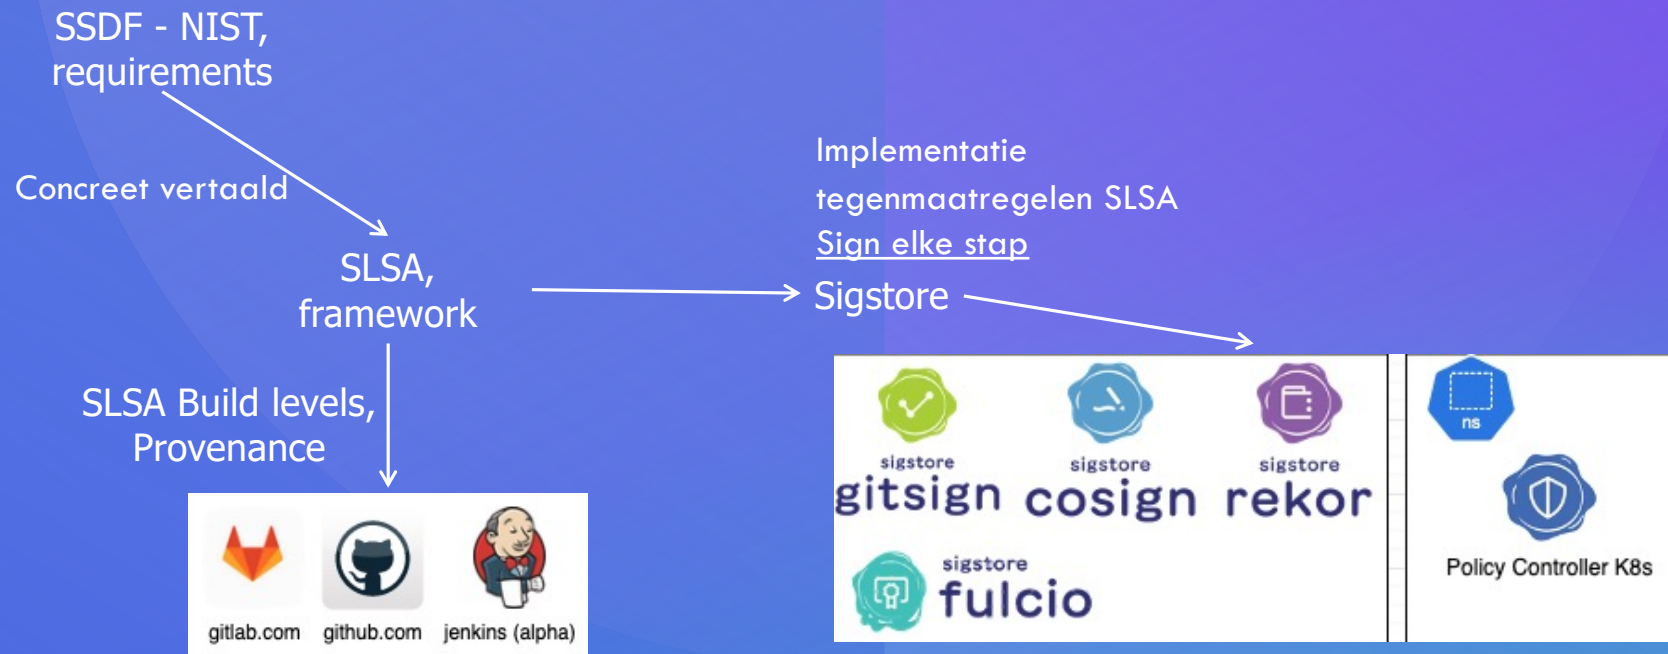 SSDF - NIST,
requirements
Concreet vertaald
SLSA,
framework
SLSA Build levels,
Provenance
gitlab.com
github.com
jenkins (alpha)
Implementatie
tegenmaatregelen SLSA
Sign elke stap
Sigstore
sigstore
gitsign
sigstore
cosign
sigstore
rekor
sigstore
fulcio
ns
Policy Controller K8s